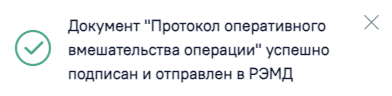 Документ "Протокол оперативного
вмешательства операции" успешно
подписан и отправлен в РЭМД